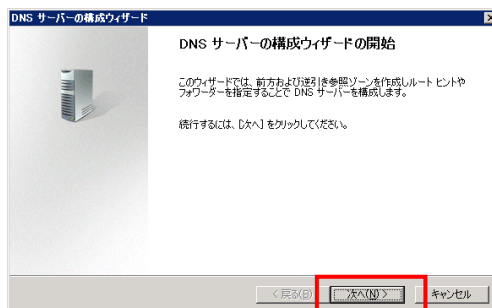 DNS サーバーの構成ウィザード
DNS サーバーの構成ウィザードの開始
このウィザードでは、前方および逆引き参照ゾーンを作成しルート ヒントや
フォワーダーを指定することで DNS サーバーを構成します。
続行するには、[次へ] をクリックしてください。
< 戻る(B) 次へ(N) > キャンセル